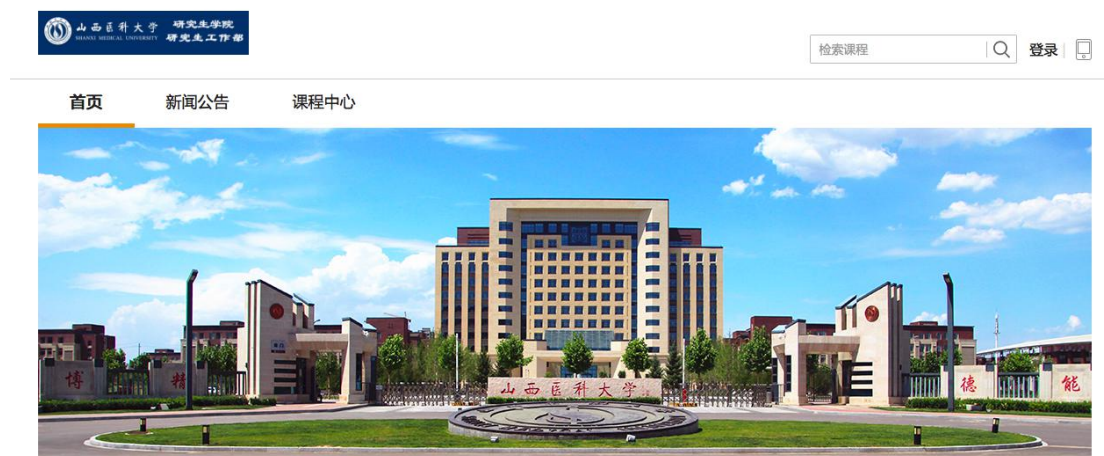 山西医科大学 研究生学院
SHANXI MEDICAL UNIVERSITY 研究生工作部
检索课程
登录
首页 新闻公告 课程中心
博 精 德 能
山西医科大学